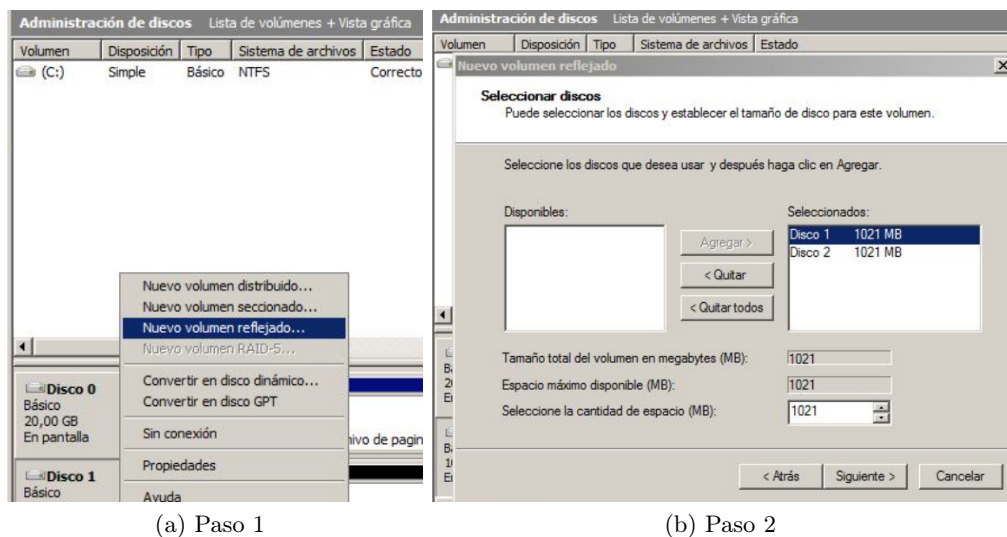 Administración de discos Lista de volúmenes + Vista gráfica
Volumen Disposición Tipo Sistema de archivos Estado
(C:) Simple Básico NTFS Correcto
Nuevo volumen distribuido...
Nuevo volumen seccionado...
Nuevo volumen reflejado...
Nuevo volumen RAID-5...
Convertir en disco dinámico...
Convertir en disco GPT
Sin conexión
Propiedades
Ayuda
Disco 0
Básico
20,00 GB
En pantalla
ivo de pagin
Disco 1
Básico
(a) Paso 1
Administración de discos Lista de volúmenes + Vista gráfica
Volumen Disposición Tipo Sistema de archivos Estado
Nuevo volumen reflejado
Seleccionar discos
Puede seleccionar los discos y establecer el tamaño de disco para este volumen.
Seleccione los discos que desea usar y después haga clic en Agregar.
Disponibles:
Seleccionados:
Disco 1 1021 MB
Disco 2 1021 MB
Agregar >
< Quitar
< Quitar todos
Tamaño total del volumen en megabytes (MB): 1021
Espacio máximo disponible (MB): 1021
Seleccione la cantidad de espacio (MB): 1021
< Atrás Siguiente > Cancelar
(b) Paso 2